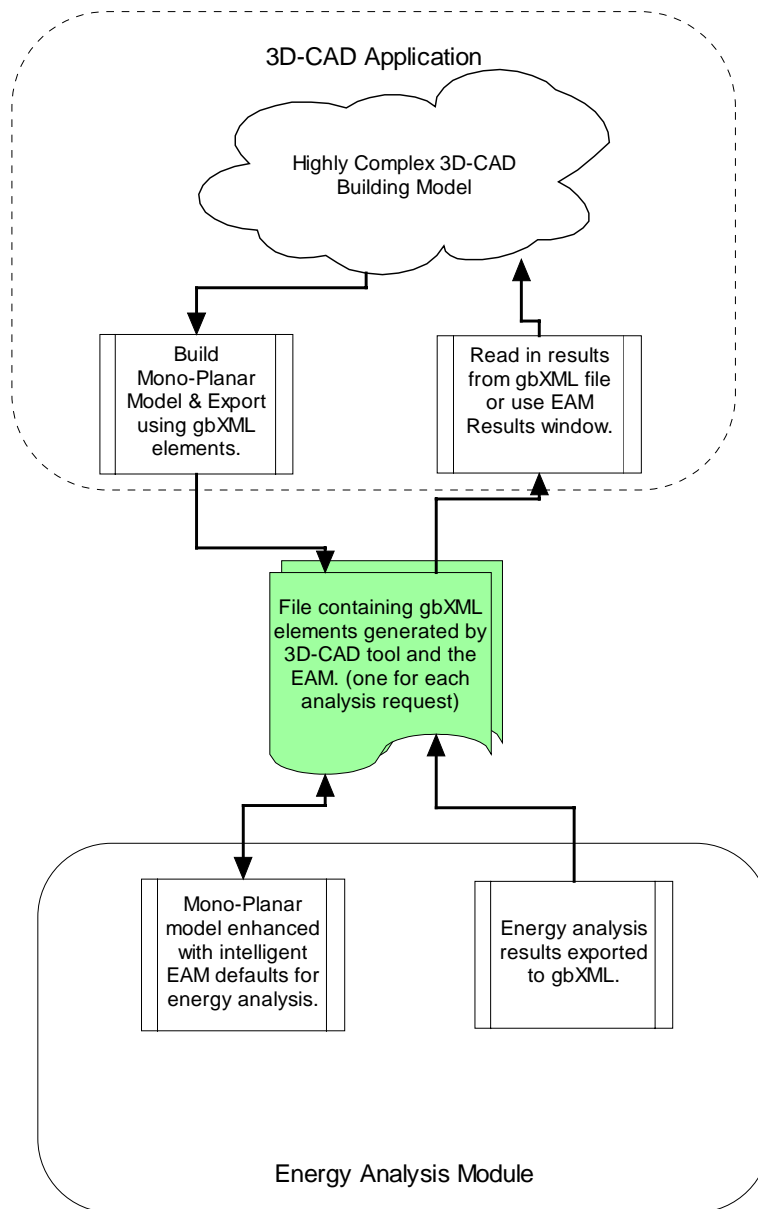 3D-CAD Application
Highly Complex 3D-CAD
Building Model
Build
Mono-Planar
Model & Export
using gbXML
elements.
Read in results
from gbXML file
or use EAM
Results window.
File containing gbXML
elements generated by
3D-CAD tool and the
EAM. (one for each
analysis request)
Mono-Planar
model enhanced
with intelligent
EAM defaults for
energy analysis.
Energy analysis
results exported
to gbXML.
Energy Analysis Module